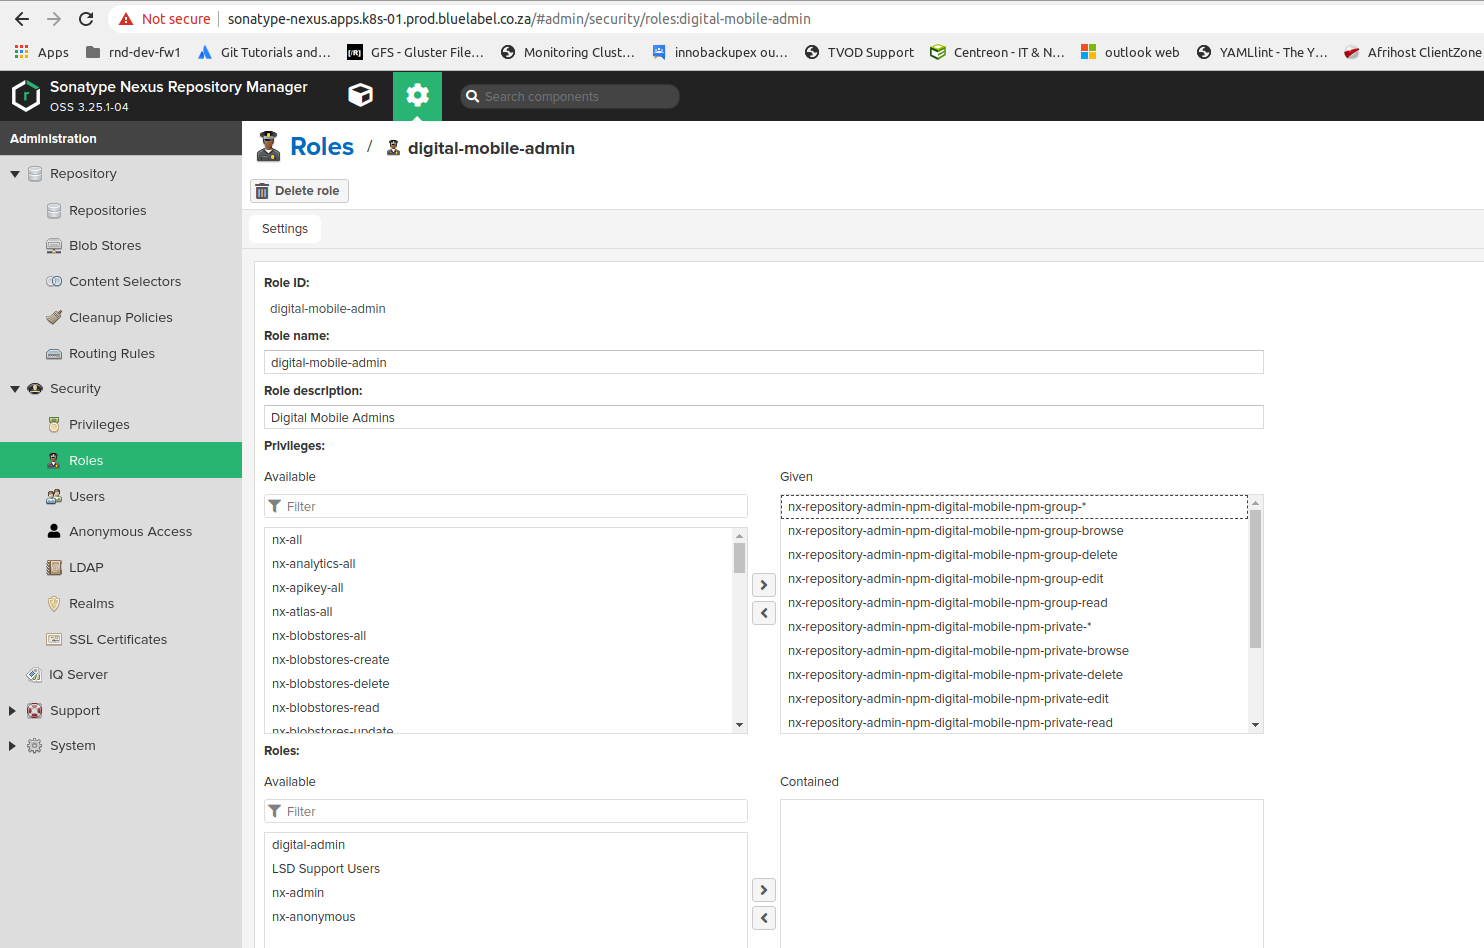 Not secure sonatype-nexus.apps.k8s-01.prod.bluelabel.co.za/#admin/security/roles:digital-mobile-admin
Apps rnd-dev-fw1 Git Tutorials and... [/R] GFS - Gluster File... Monitoring Clust... innobackupex ou... TVOD Support Centreon - IT & N... outlook web YAMLlint - The Y... Afrihost ClientZone
Sonatype Nexus Repository Manager
OSS 3.25.1-04
Search components
Administration
Repository
Repositories
Blob Stores
Content Selectors
Cleanup Policies
Routing Rules
Security
Privileges
Roles
Users
Anonymous Access
LDAP
Realms
SSL Certificates
IQ Server
Support
System
Roles / digital-mobile-admin
Delete role
Settings
Role ID:
digital-mobile-admin
Role name:
digital-mobile-admin
Role description:
Digital Mobile Admins
Privileges:
Available
Filter
nx-all
nx-analytics-all
nx-apikey-all
nx-atlas-all
nx-blobstores-all
nx-blobstores-create
nx-blobstores-delete
nx-blobstores-read
nx-blobstores-update
Given
nx-repository-admin-npm-digital-mobile-npm-group-*
nx-repository-admin-npm-digital-mobile-npm-group-browse
nx-repository-admin-npm-digital-mobile-npm-group-delete
nx-repository-admin-npm-digital-mobile-npm-group-edit
nx-repository-admin-npm-digital-mobile-npm-group-read
nx-repository-admin-npm-digital-mobile-npm-private-*
nx-repository-admin-npm-digital-mobile-npm-private-browse
nx-repository-admin-npm-digital-mobile-npm-private-delete
nx-repository-admin-npm-digital-mobile-npm-private-edit
nx-repository-admin-npm-digital-mobile-npm-private-read
Roles:
Available
Filter
digital-admin
LSD Support Users
nx-admin
nx-anonymous
Contained